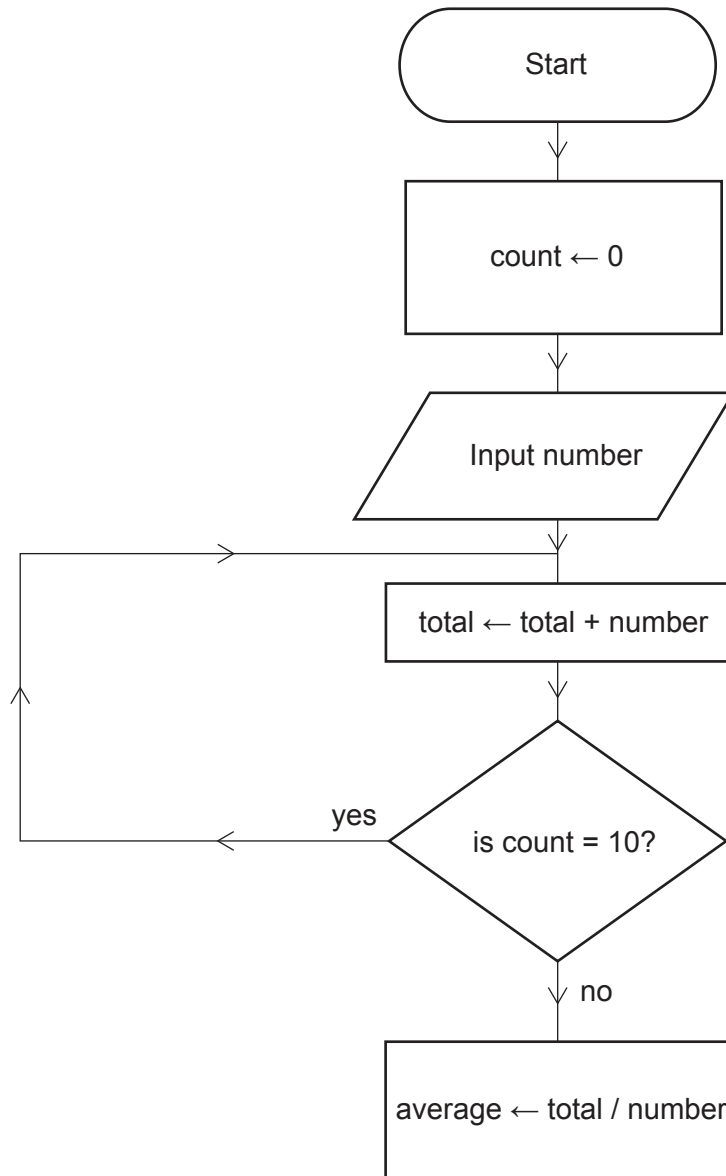 Start
count ← 0
Input number
total ← total + number
yes
is count = 10?
no
average ← total / number